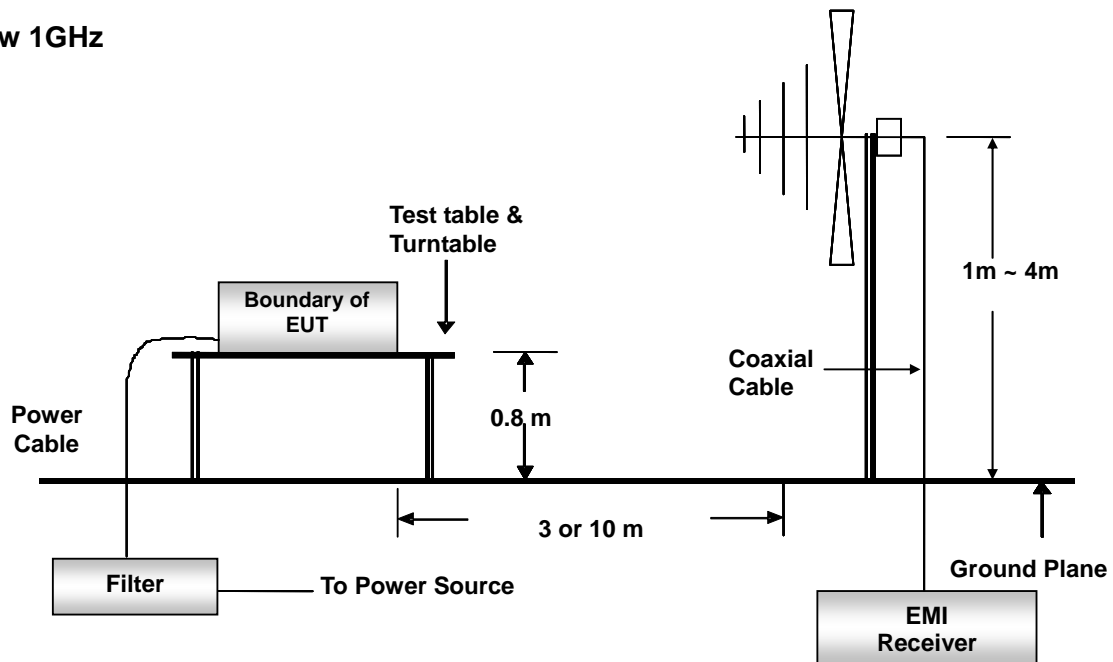 w 1GHz
Test table &
Turntable
Boundary of
EUT
1m ~ 4m
Coaxial
Cable
0.8 m
Power
Cable
3 or 10 m
Ground Plane
Filter
To Power Source
EMI
Receiver